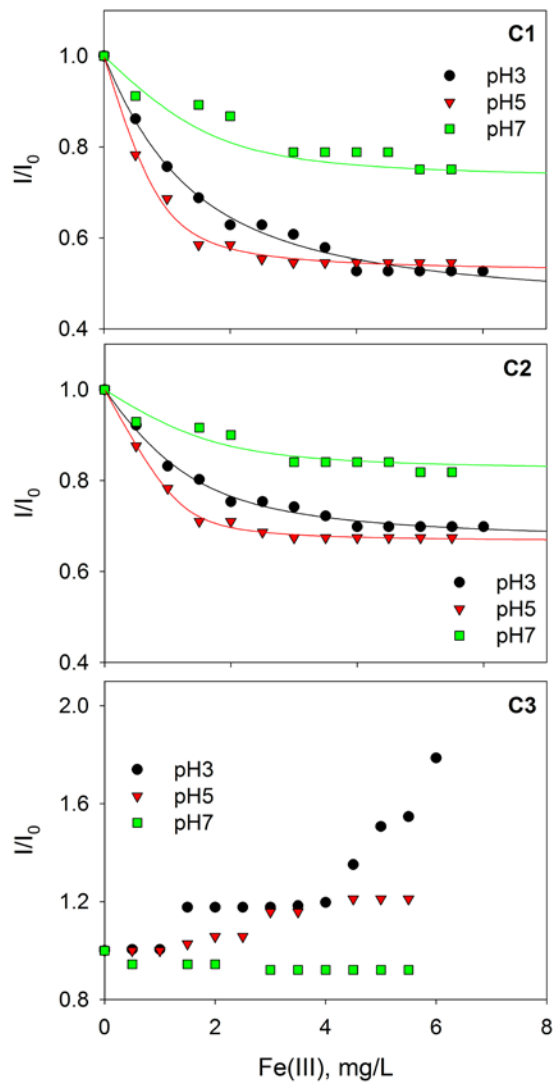 C1
1.0
0.8
0.6
0.4
I/I0
pH3
pH5
pH7
C2
1.0
0.8
0.6
0.4
I/I0
pH3
pH5
pH7
C3
2.0
1.6
1.2
0.8
I/I0
pH3
pH5
pH7
0 2 4 6 8
Fe(III), mg/L